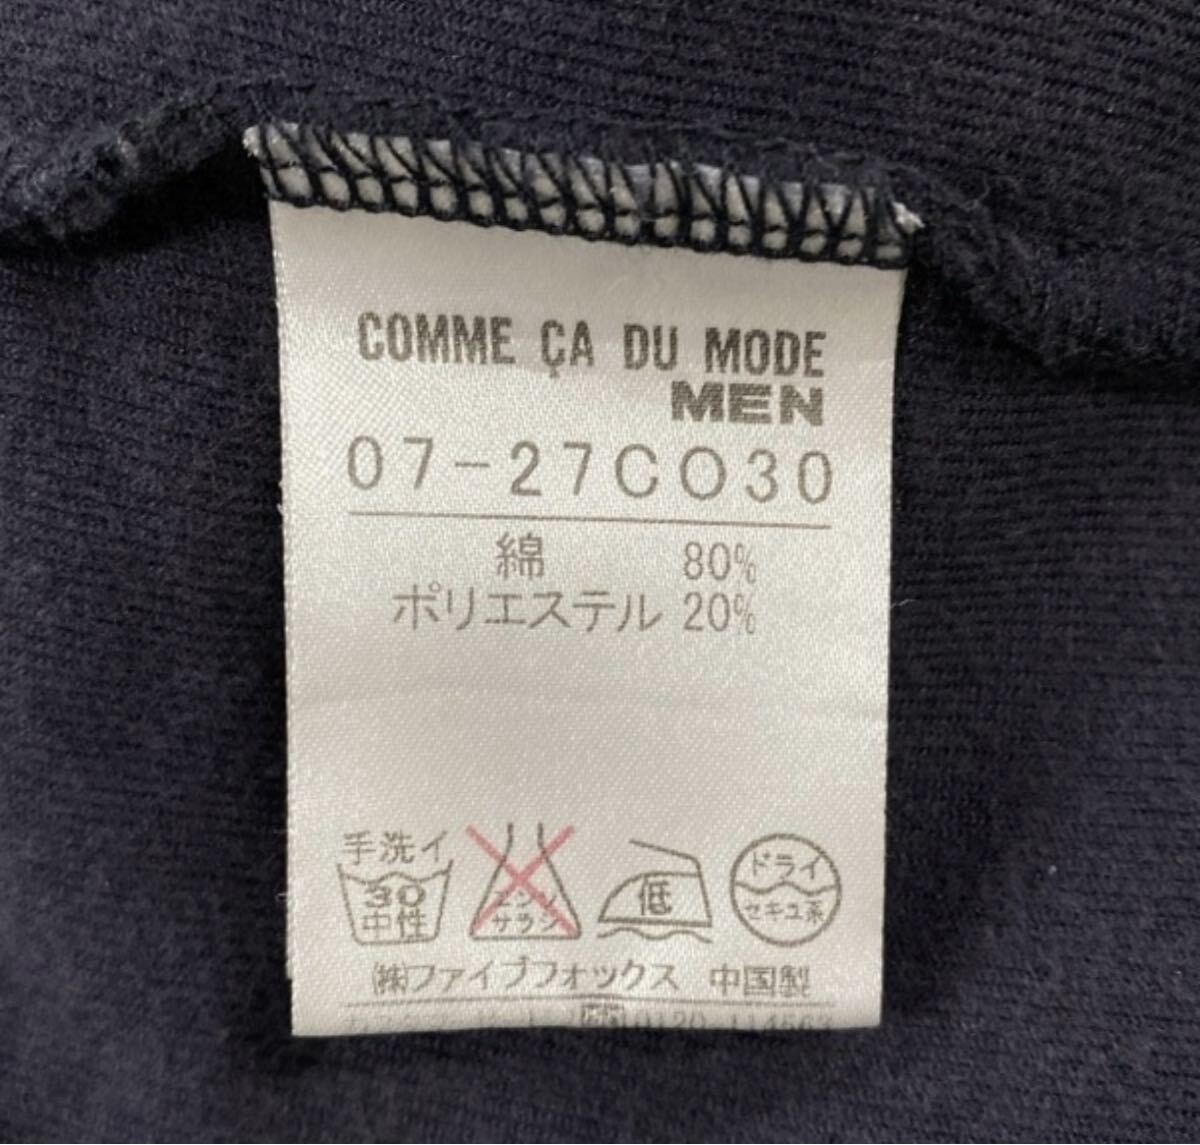 COMME ÇA DU MODE
MEN
07-27CO30
綿 80%
ポリエステル 20%
手洗イ
30
中性
エンソ
サラシ
低
ドライ
セキユ系
(株)ファイブフォックス 中国製